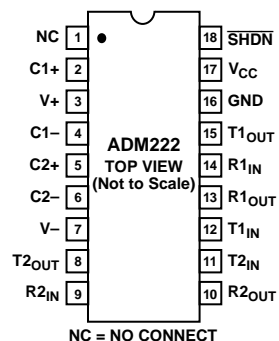 NC 1 18 SHDN
C1+ 2 17 VCC
V+ 3 16 GND
C1– 4 15 T1OUT
C2+ 5 14 R1IN
C2– 6 13 R1OUT
V– 7 12 T1IN
T2OUT 8 11 T2IN
R2IN 9 10 R2OUT
ADM222
TOP VIEW
(Not to Scale)
NC = NO CONNECT